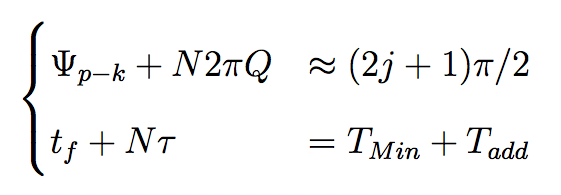 Ψ_{p−k} + N2πQ ≈ (2j + 1)π/2
t_f + Nτ = T_{Min} + T_{add}